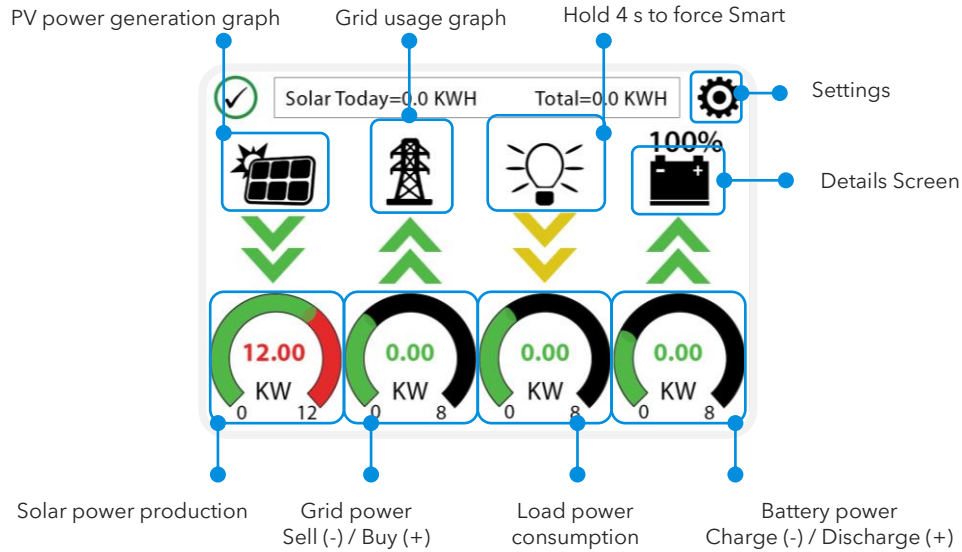 PV power generation graph
Grid usage graph
Hold 4 s to force Smart
Solar Today=0.0 KWH Total=0.0 KWH
Settings
100%
- +
Details Screen
12.00
KW
0 12
0.00
KW
0 8
0.00
KW
0 8
0.00
KW
0 8
Solar power production
Grid power
Sell (-) / Buy (+)
Load power
consumption
Battery power
Charge (-) / Discharge (+)